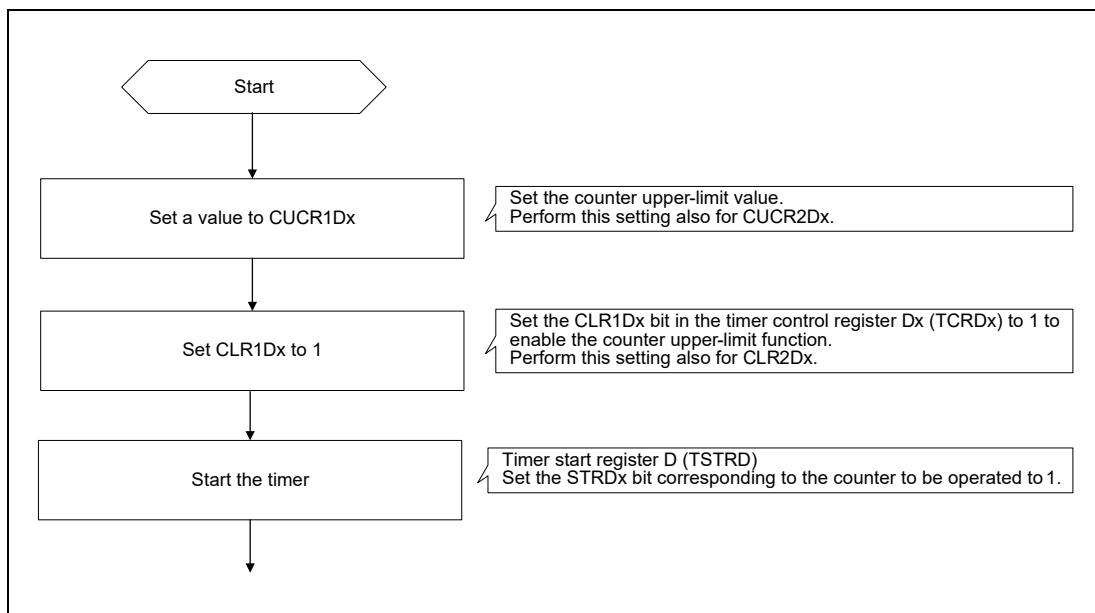 Start
Set a value to CUCR1Dx
Set the counter upper-limit value.
Perform this setting also for CUCR2Dx.
Set CLR1Dx to 1
Set the CLR1Dx bit in the timer control register Dx (TCRDx) to 1 to
enable the counter upper-limit function.
Perform this setting also for CLR2Dx.
Start the timer
Timer start register D (TSTRD)
Set the STRDx bit corresponding to the counter to be operated to 1.